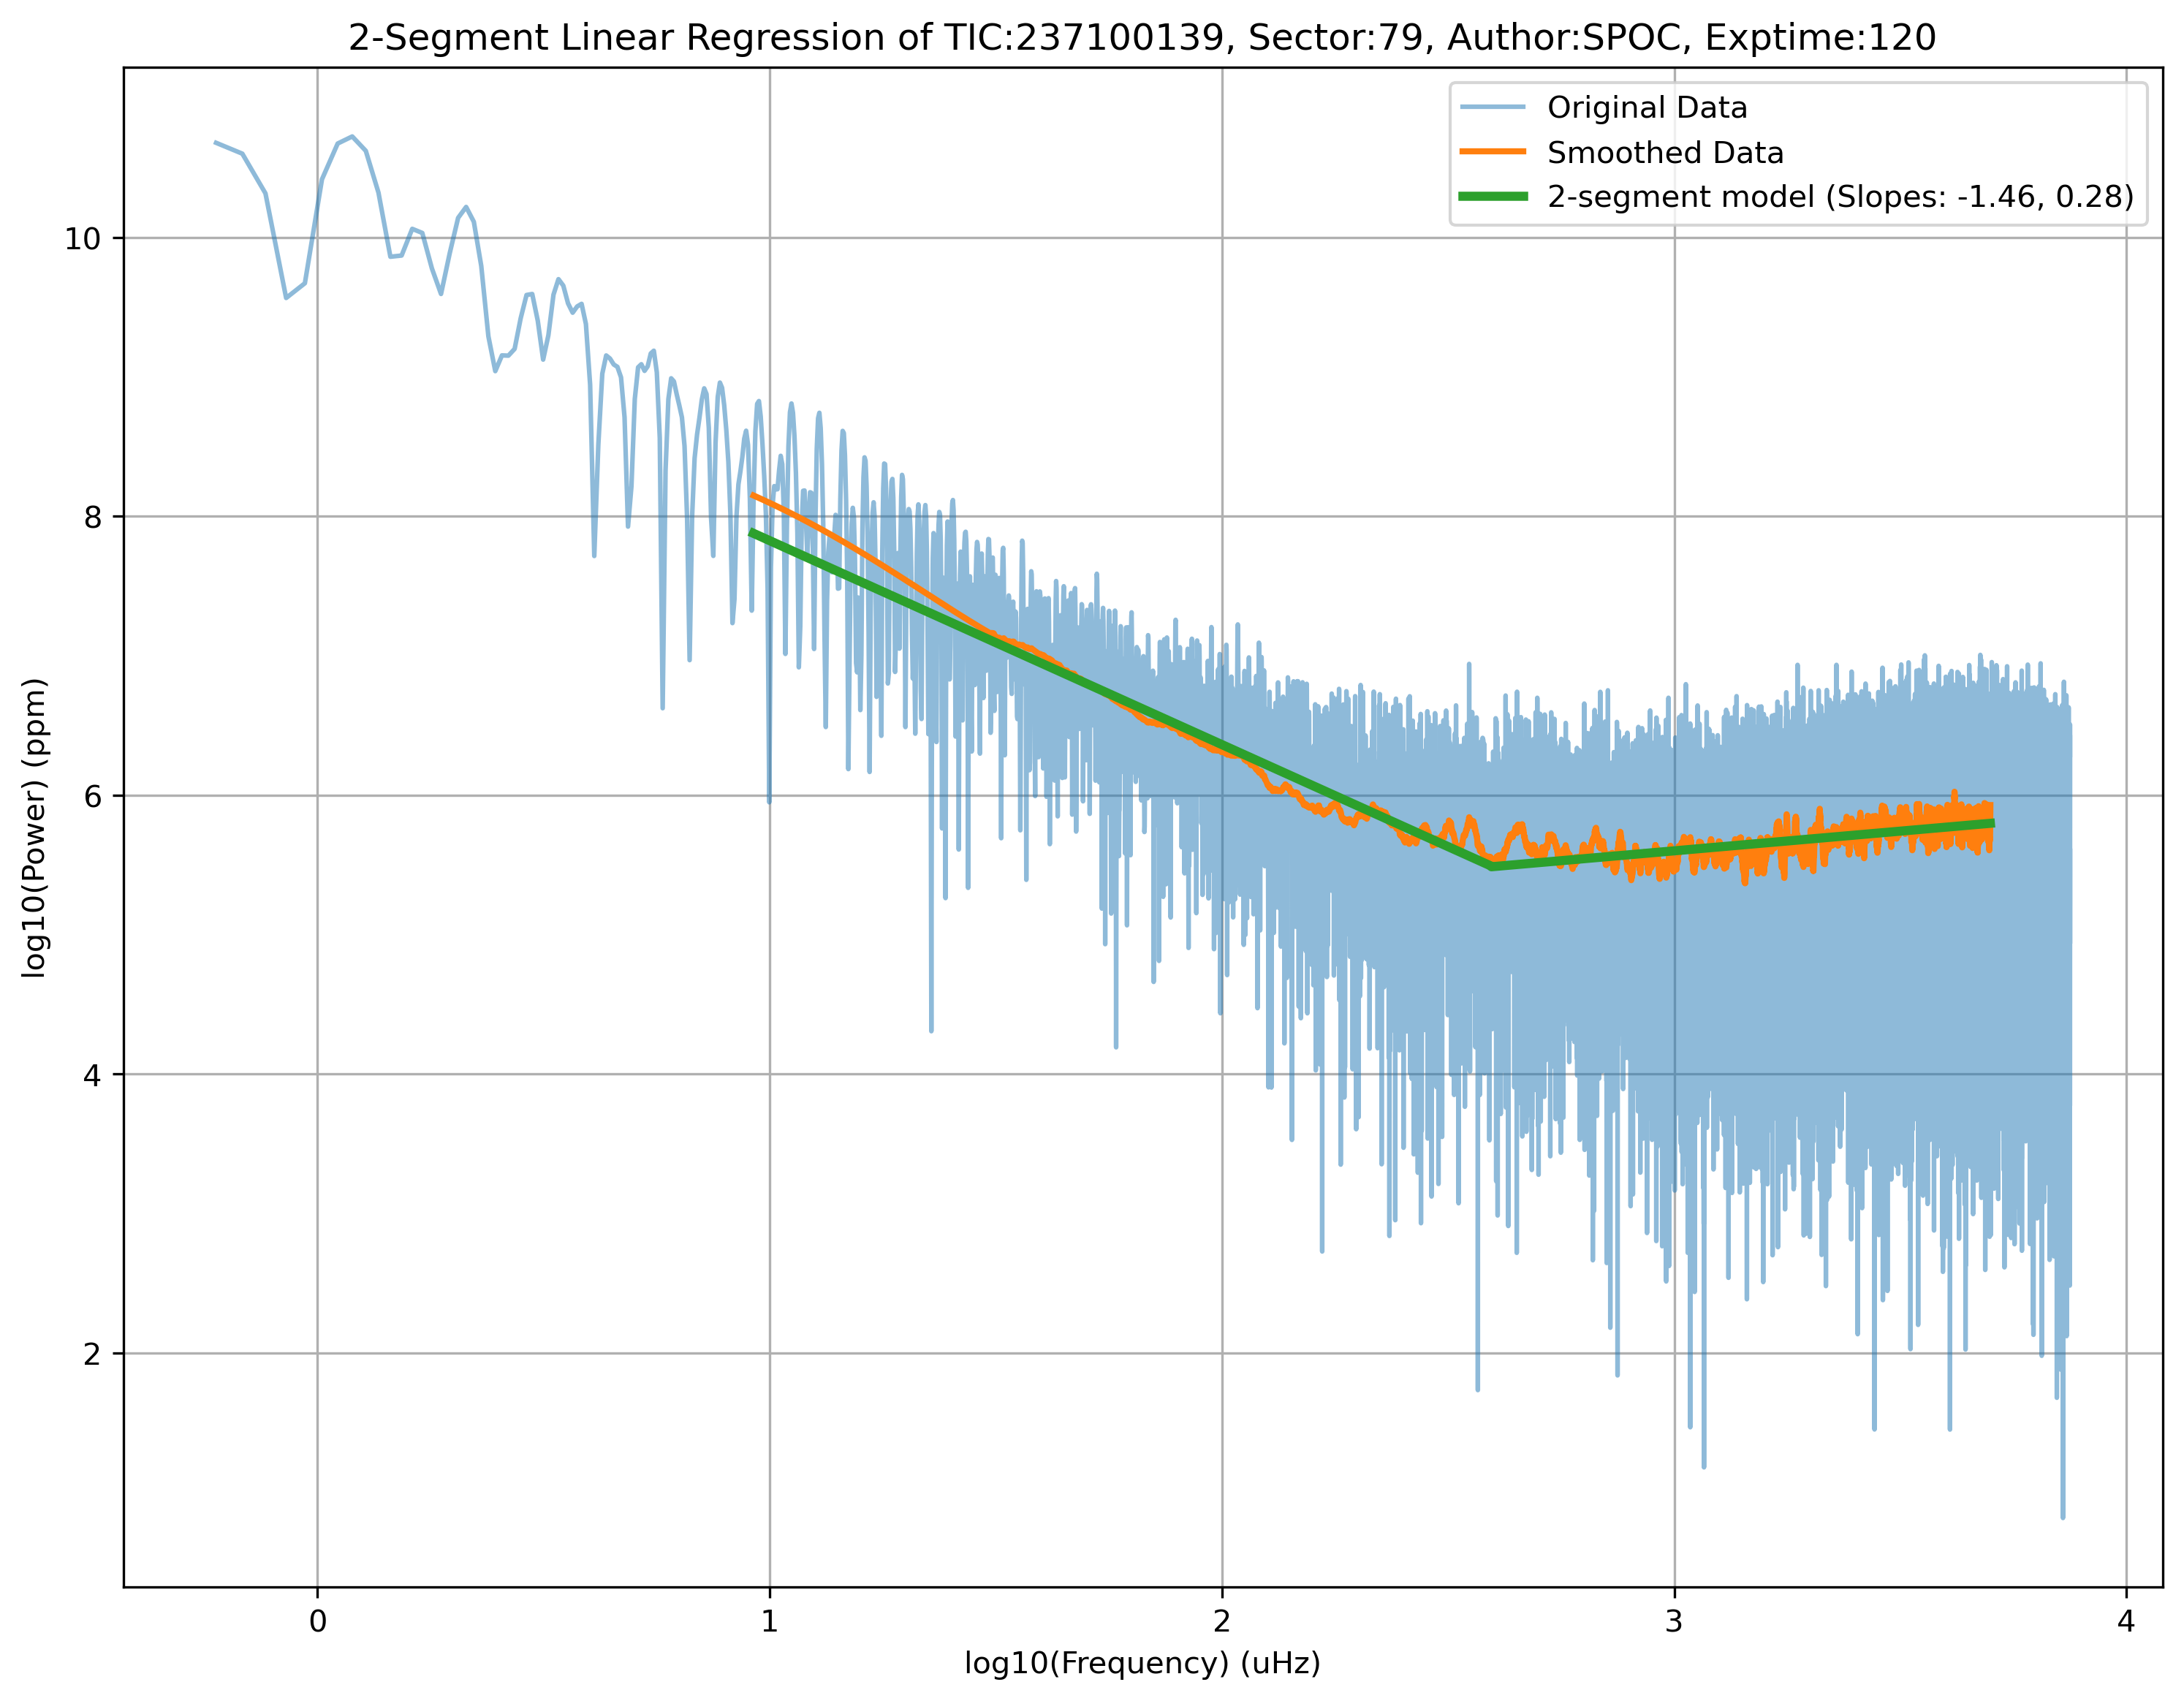 2-Segment Linear Regression of TIC:237100139, Sector:79, Author:SPOC, Exptime:120
Original Data
Smoothed Data
2-segment model (Slopes: -1.46, 0.28)
log10(Power) (ppm)
10
8
6
4
2
0 1 2 3 4
log10(Frequency) (uHz)